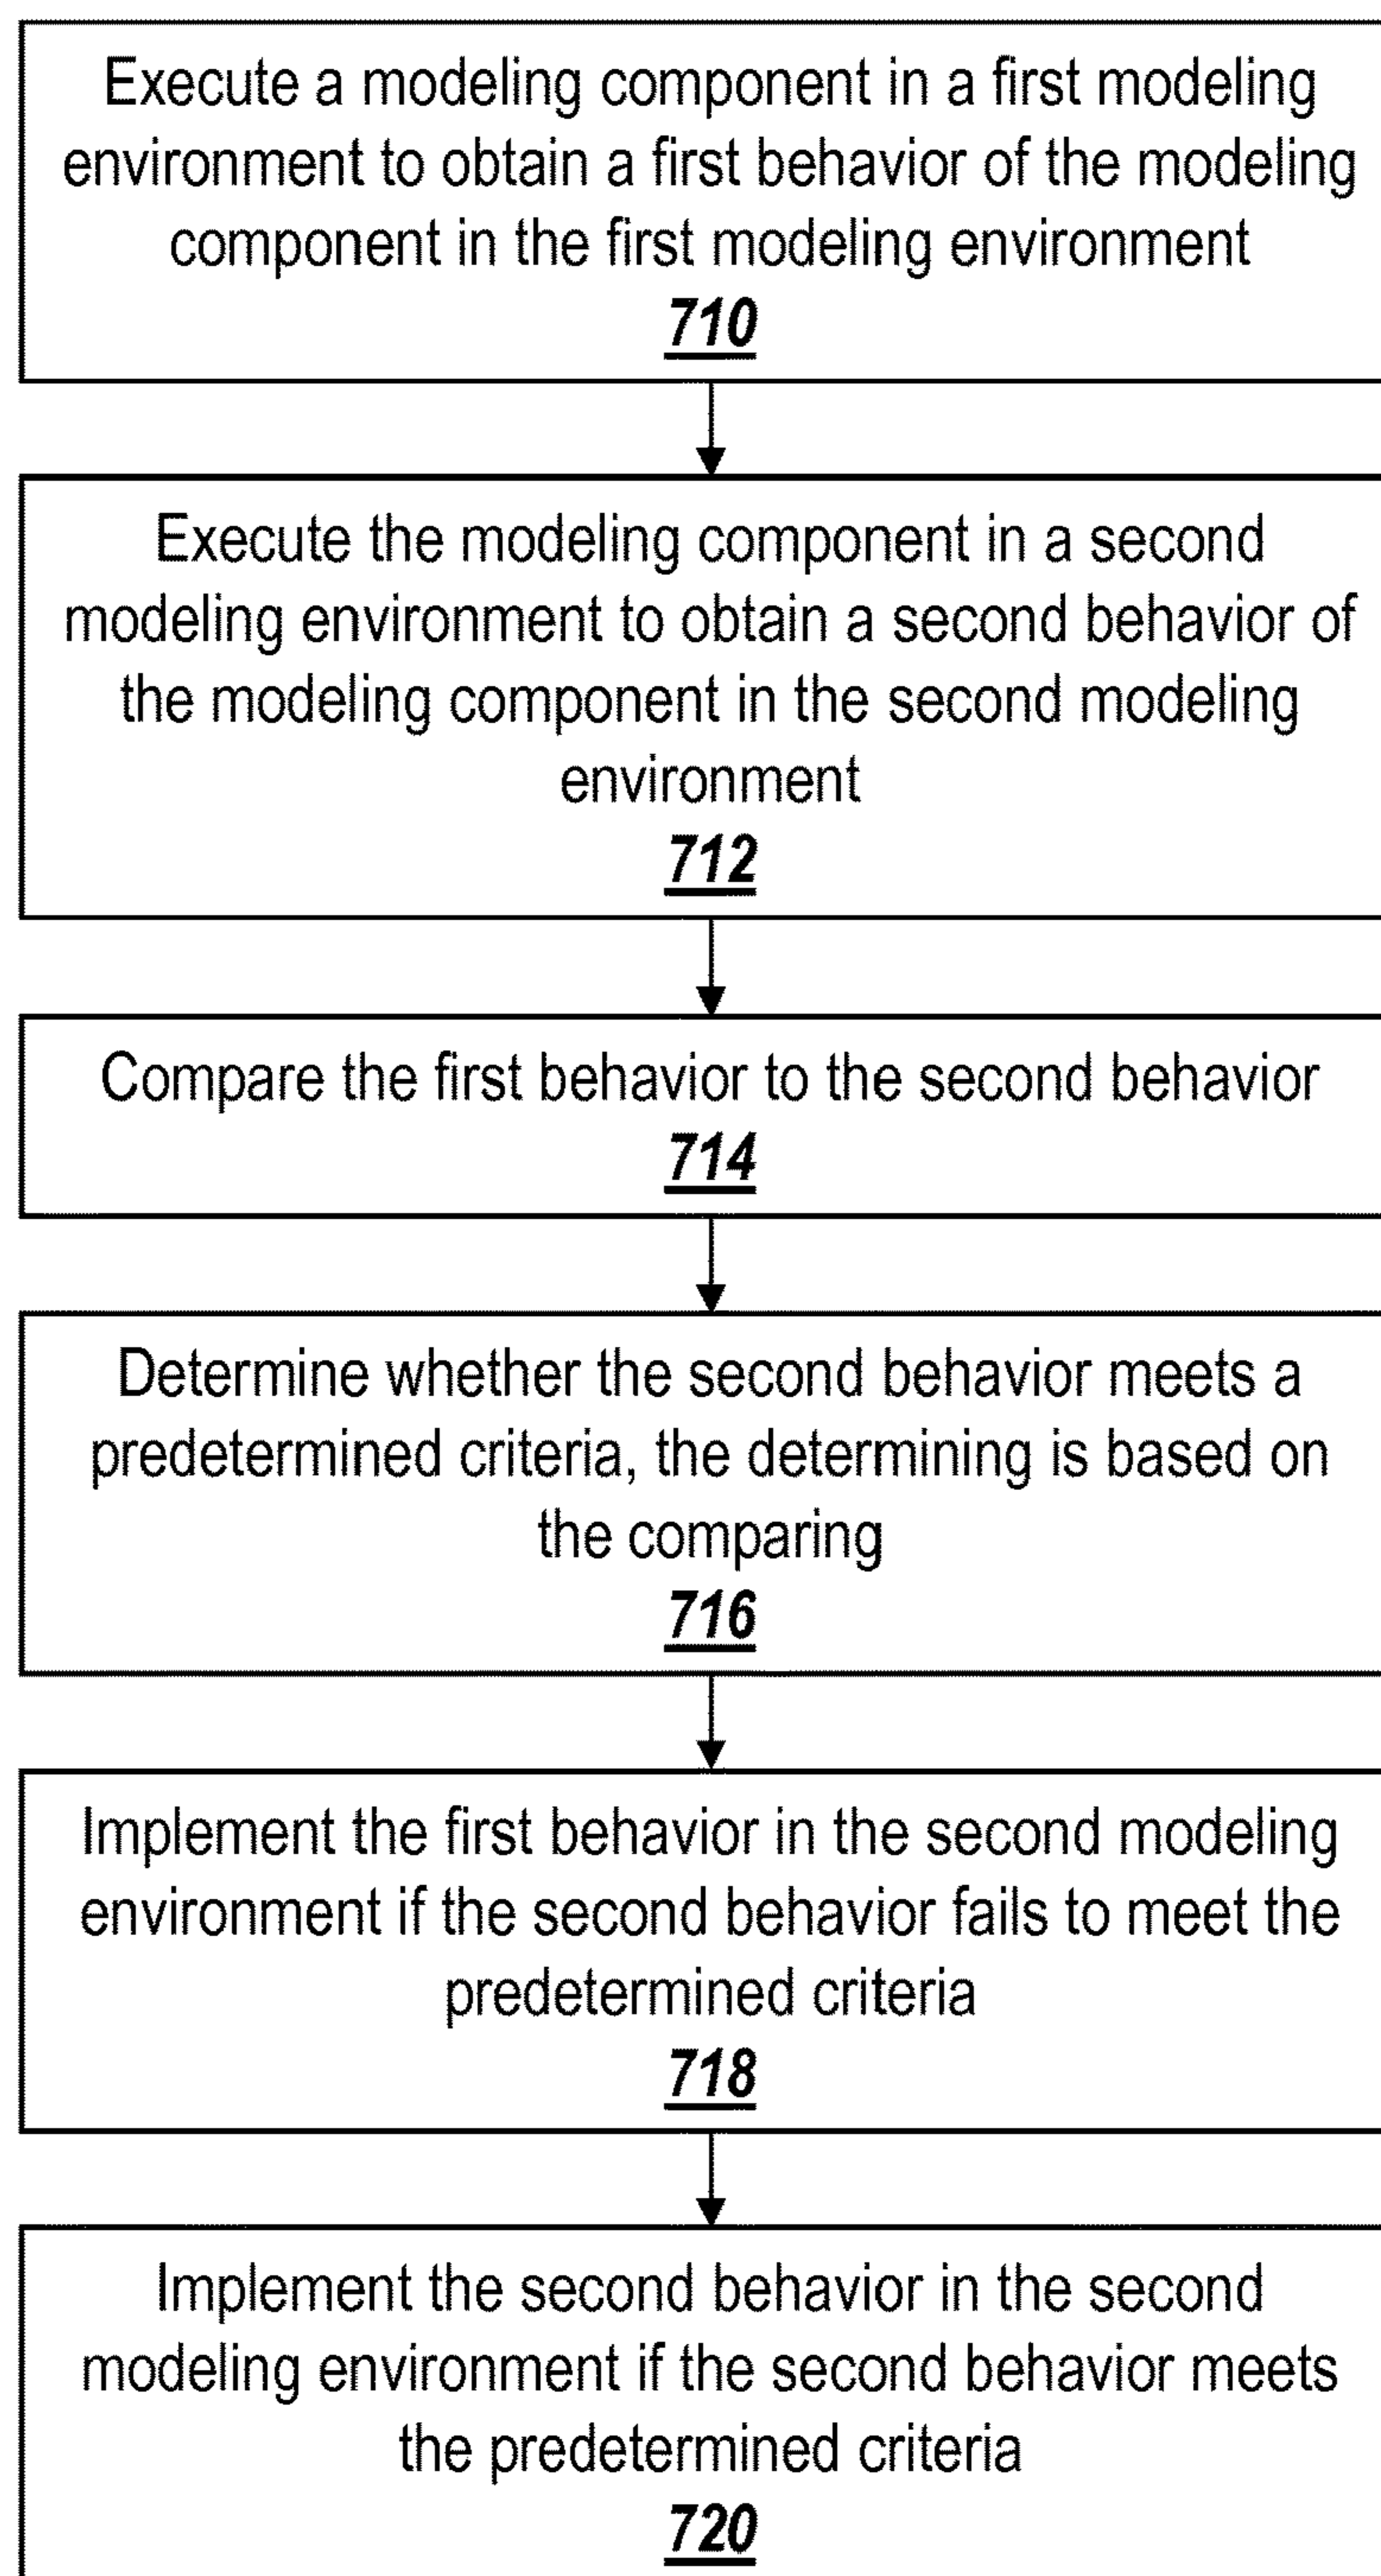 Execute a modeling component in a first modeling
environment to obtain a first behavior of the modeling
component in the first modeling environment
710
Execute the modeling component in a second
modeling environment to obtain a second behavior of
the modeling component in the second modeling
environment
712
Compare the first behavior to the second behavior
714
Determine whether the second behavior meets a
predetermined criteria, the determining is based on
the comparing
716
Implement the first behavior in the second modeling
environment if the second behavior fails to meet the
predetermined criteria
718
Implement the second behavior in the second
modeling environment if the second behavior meets
the predetermined criteria
720